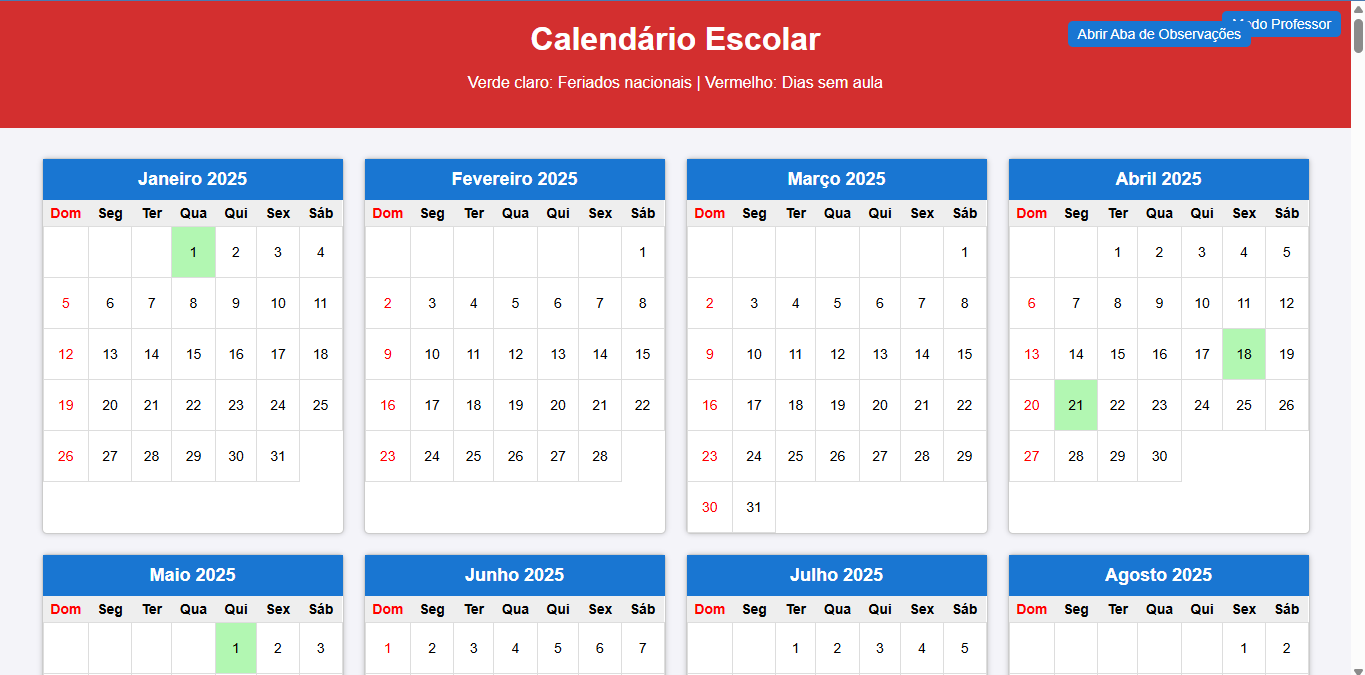 Calendário Escolar
Modo Professor
Abrir Aba de Observações
Verde claro: Feriados nacionais | Vermelho: Dias sem aula
Janeiro 2025
Dom Seg Ter Qua Qui Sex Sáb
1 2 3 4
5 6 7 8 9 10 11
12 13 14 15 16 17 18
19 20 21 22 23 24 25
26 27 28 29 30 31
Fevereiro 2025
Dom Seg Ter Qua Qui Sex Sáb
1
2 3 4 5 6 7 8
9 10 11 12 13 14 15
16 17 18 19 20 21 22
23 24 25 26 27 28
Março 2025
Dom Seg Ter Qua Qui Sex Sáb
1
2 3 4 5 6 7 8
9 10 11 12 13 14 15
16 17 18 19 20 21 22
23 24 25 26 27 28 29
30 31
Abril 2025
Dom Seg Ter Qua Qui Sex Sáb
1 2 3 4 5
6 7 8 9 10 11 12
13 14 15 16 17 18 19
20 21 22 23 24 25 26
27 28 29 30
Maio 2025
Dom Seg Ter Qua Qui Sex Sáb
1 2 3
Junho 2025
Dom Seg Ter Qua Qui Sex Sáb
1 2 3 4 5 6 7
Julho 2025
Dom Seg Ter Qua Qui Sex Sáb
1 2 3 4 5
Agosto 2025
Dom Seg Ter Qua Qui Sex Sáb
1 2